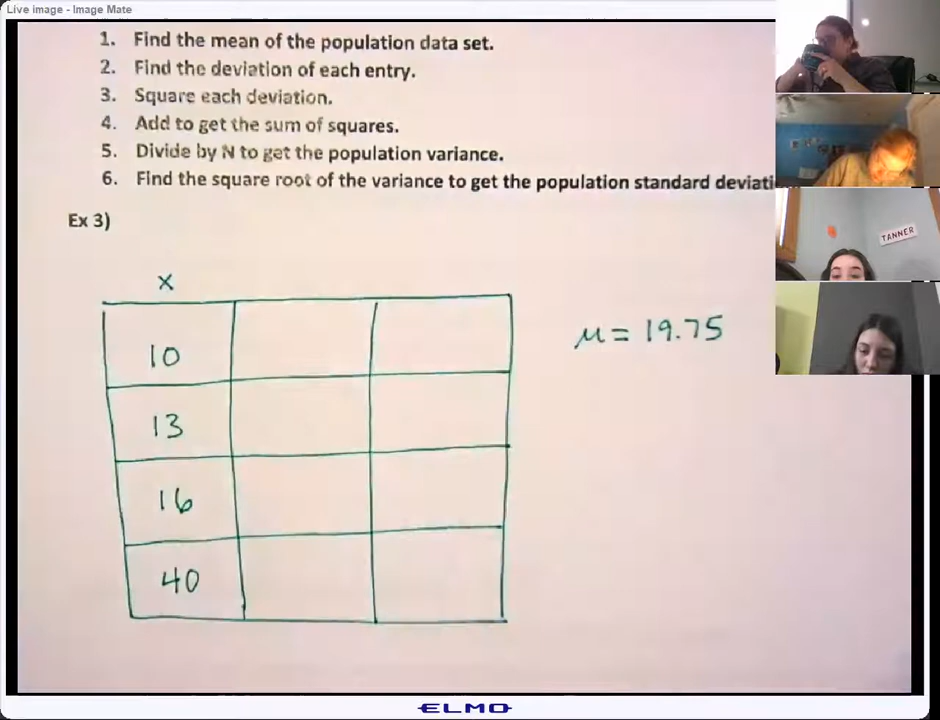 Live image - Image Mate
1. Find the mean of the population data set.
2. Find the deviation of each entry.
3. Square each deviation.
4. Add to get the sum of squares.
5. Divide by N to get the population variance.
6. Find the square root of the variance to get the population standard deviati
Ex 3)
x
10
μ = 19.75
13
16
40
TANNER
ELMO